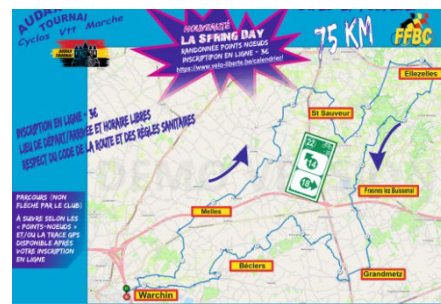 AUDAX
TOURNAI
Cyclos Vtt Marche
NOUVEAUTÉ
LA SPRING DAY
RANDONNÉE POINTS NOEUDS
INSCRIPTION EN LIGNE - 3€
https://www.velo-liberte.be/calendrier/
75 KM
FFBC
INSCRIPTION EN LIGNE - 3€
LIEU DE DÉPART/ARRIVÉE ET HORAIRE LIBRES
RESPECT DU CODE DE LA ROUTE ET DES RÈGLES SANITAIRES
PARCOURS (NON
FLÉCHÉ PAR LE CLUB)
À SUIVRE SELON LES
« POINTS-NOEUDS »
ET/OU LA TRACE GPS
DISPONIBLE APRÈS
VOTRE INSCRIPTION
EN LIGNE
Ellezelles
St Sauveur
22
14
18
Frasnes lez Buissenal
Melles
Béclers
Grandmetz
Warchin